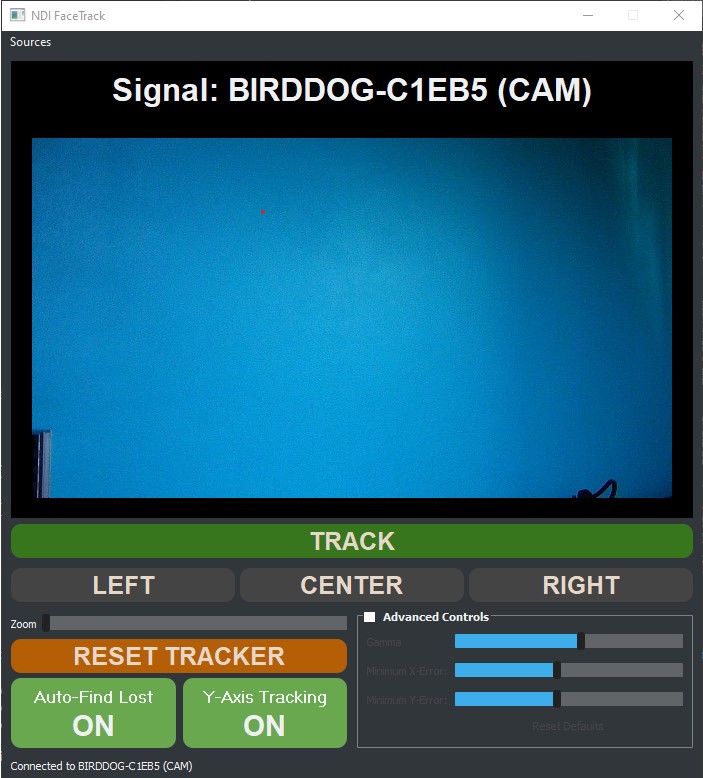 NDI FaceTrack
Sources
Signal: BIRDDOG-C1EB5 (CAM)
TRACK
LEFT CENTER RIGHT
Zoom
Advanced Controls
RESET TRACKER
Gamma
Minimum X-Error:
Auto-Find Lost
ON
Y-Axis Tracking
ON
Minimum Y-Error:
Reset Defaults
Connected to BIRDDOG-C1EB5 (CAM)